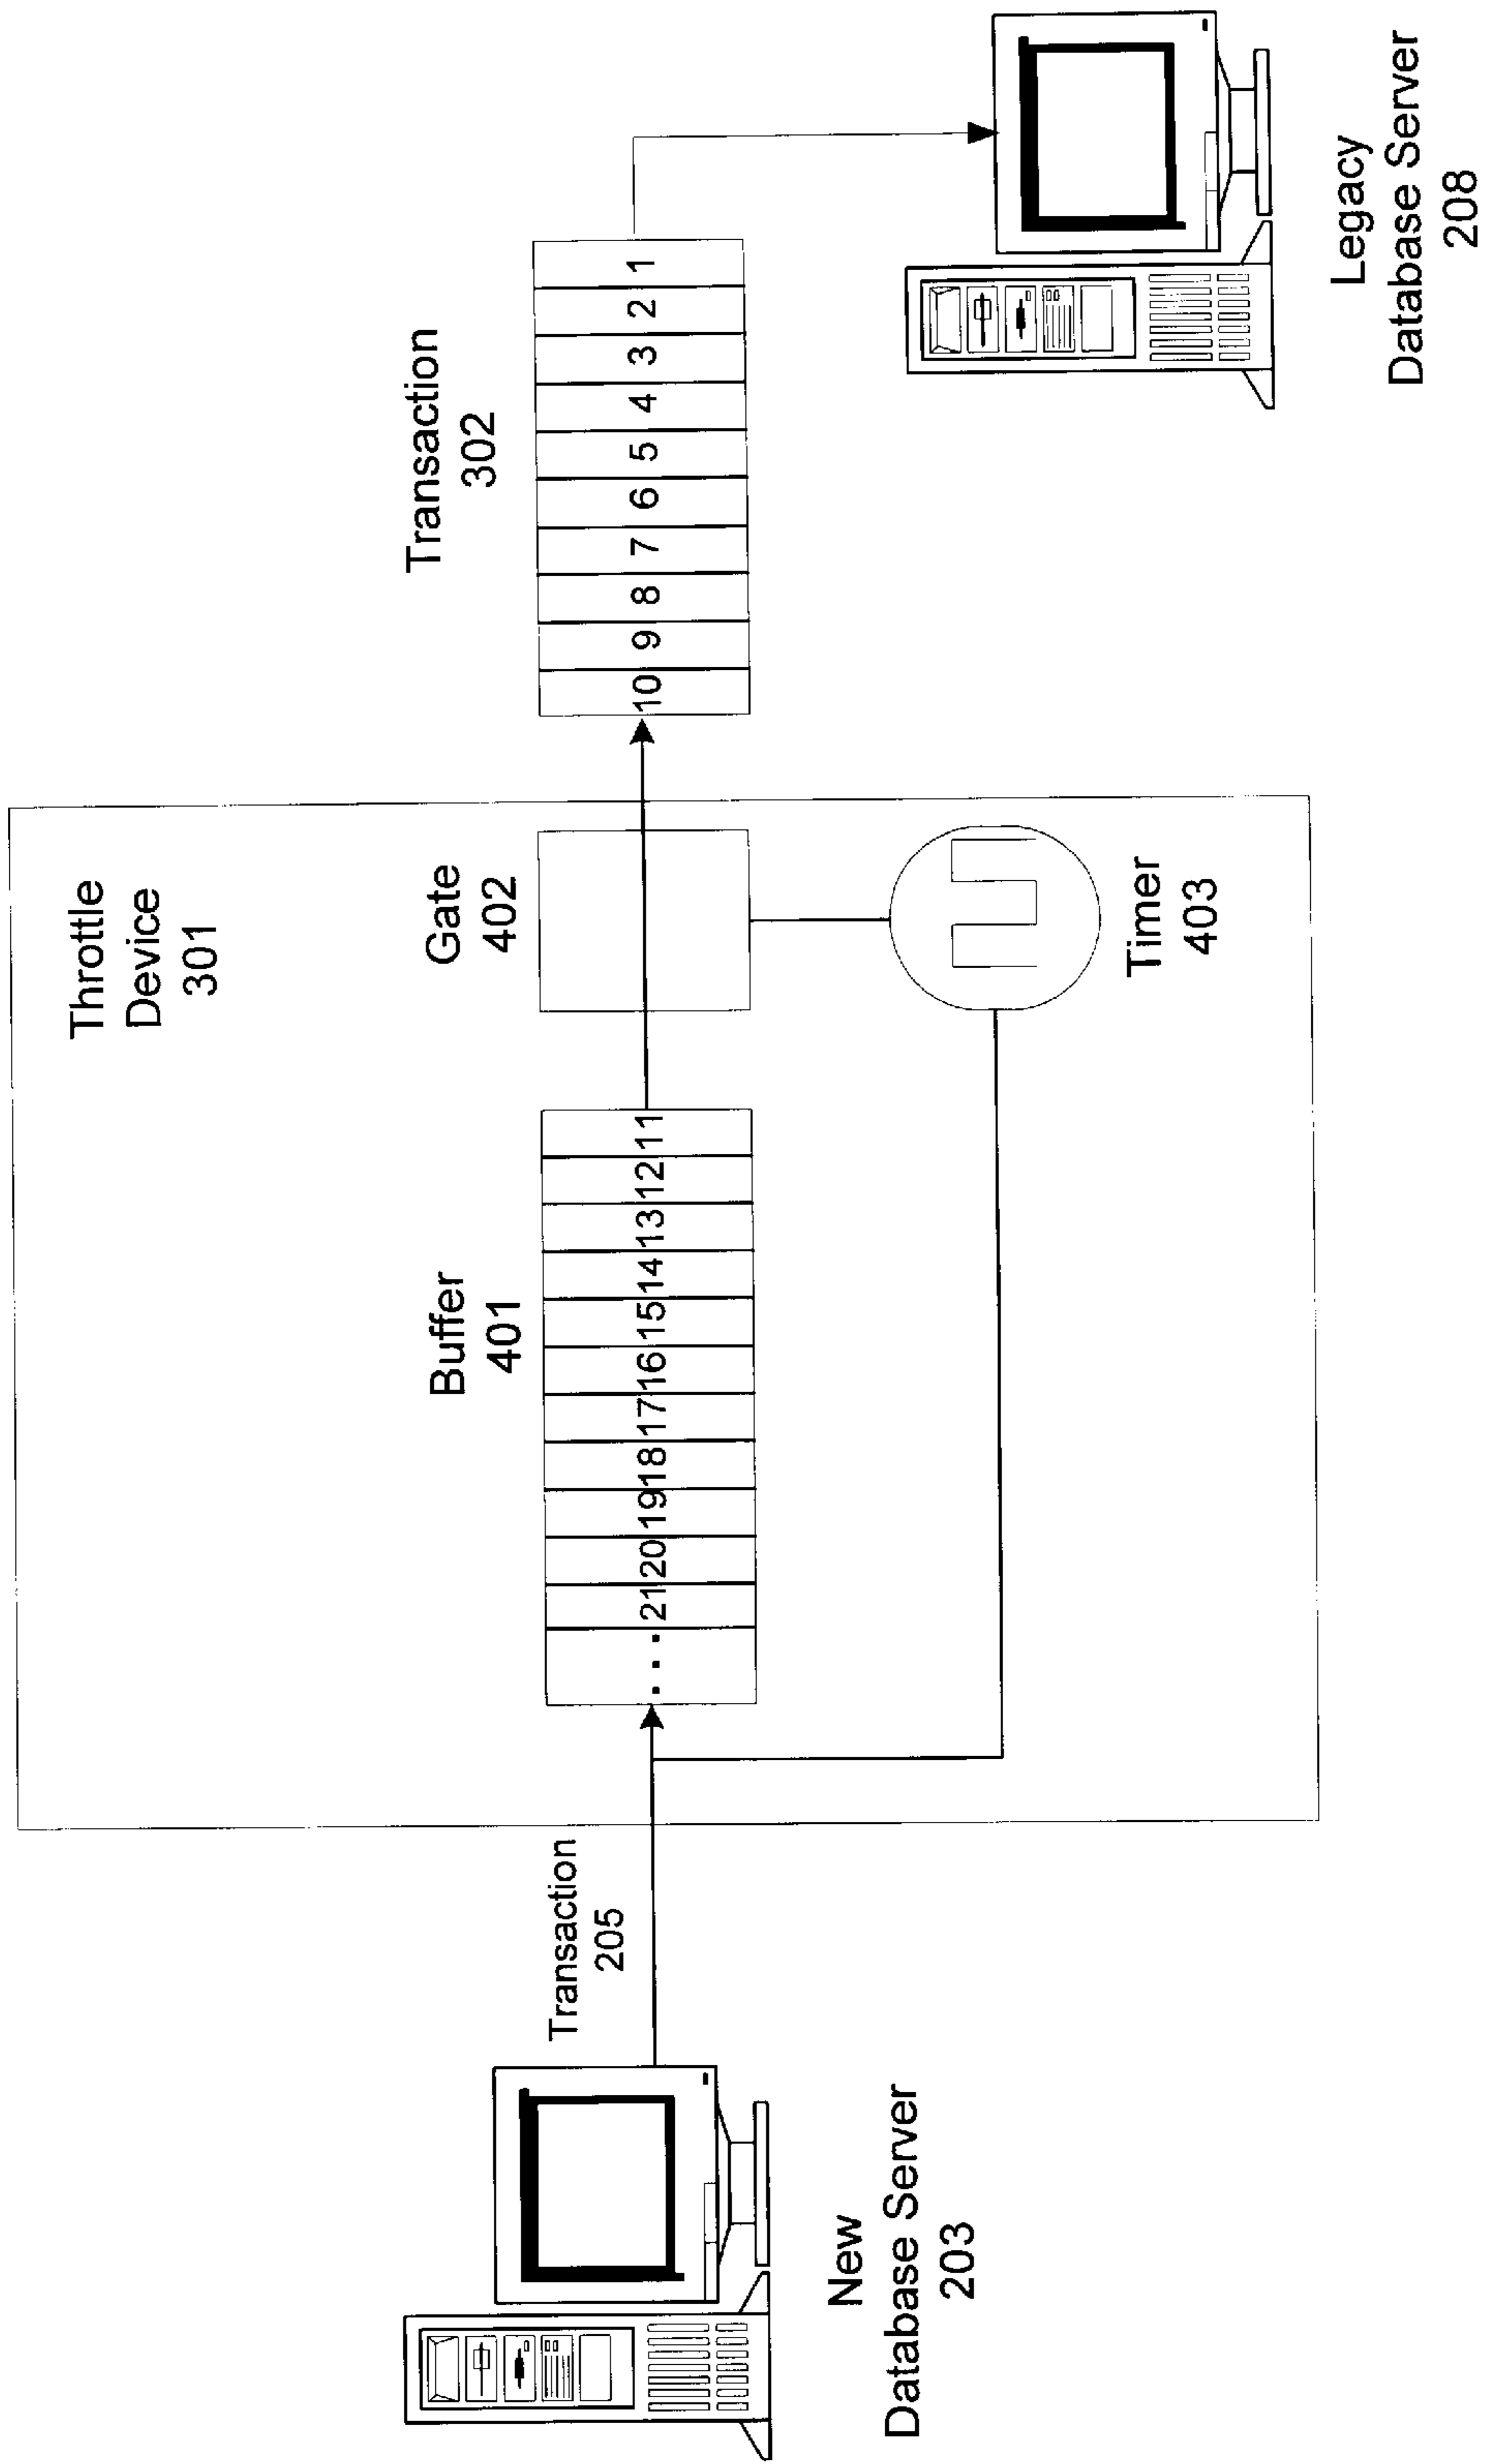 Throttle
Device
301
Transaction
302
Buffer
401
Gate
402
Transaction
205
... 21 20 19 18 17 16 15 14 13 12 11
10 9 8 7 6 5 4 3 2 1
Timer
403
New
Database Server
203
Legacy
Database Server
208